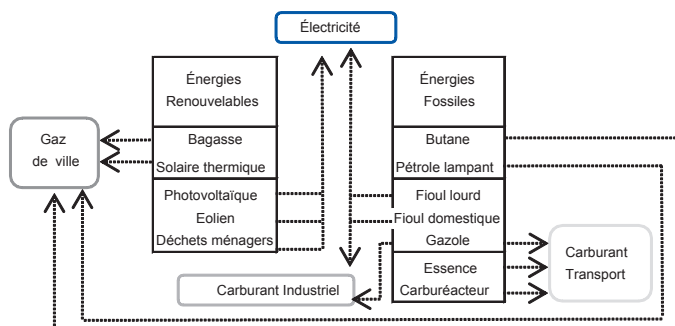 Électricité
Énergies
Renouvelables
Énergies
Fossiles
Gaz
de ville
Bagasse
Solaire thermique
Butane
Pétrole lampant
Photovoltaïque
Eolien
Déchets ménagers
Fioul lourd
Fioul domestique
Gazole
Carburant
Transport
Essence
Carburéacteur
Carburant Industriel